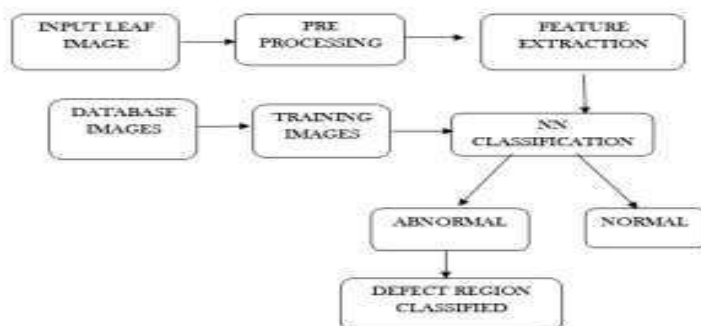 INPUT LEAF
IMAGE
PRE
PROCESSING
FEATURE
EXTRACTION
DATABASE
IMAGES
TRAINING
IMAGES
NN
CLASSIFICATION
ABNORMAL
NORMAL
DEFECT REGION
CLASSIFIED